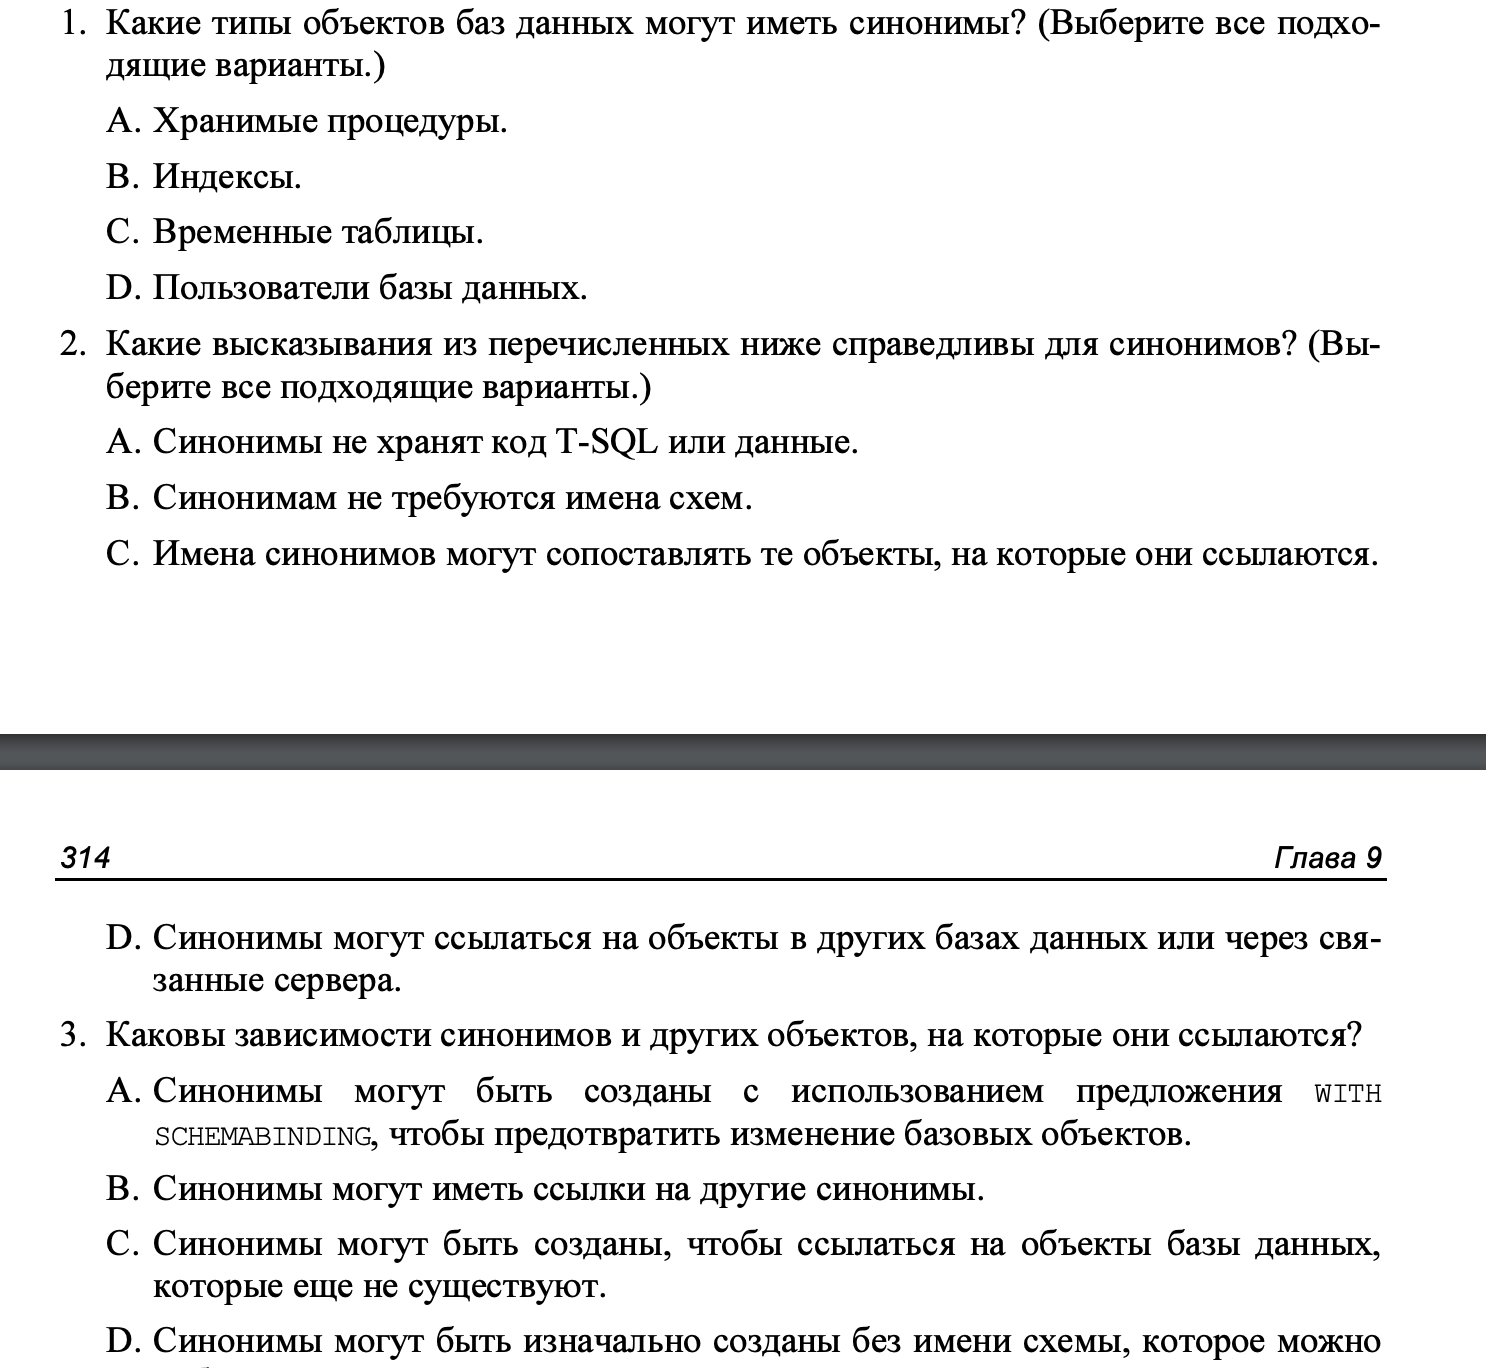 1. Какие типы объектов баз данных могут иметь синонимы? (Выберите все подхо-
дящие варианты.)
A. Хранимые процедуры.
B. Индексы.
C. Временные таблицы.
D. Пользователи базы данных.
2. Какие высказывания из перечисленных ниже справедливы для синонимов? (Вы-
берите все подходящие варианты.)
A. Синонимы не хранят код T-SQL или данные.
B. Синонимам не требуются имена схем.
C. Имена синонимов могут сопоставлять те объекты, на которые они ссылаются.
314 Глава 9
D. Синонимы могут ссылаться на объекты в других базах данных или через свя-
занные сервера.
3. Каковы зависимости синонимов и других объектов, на которые они ссылаются?
A. Синонимы могут быть созданы с использованием предложения WITH
SCHEMABINDING, чтобы предотвратить изменение базовых объектов.
B. Синонимы могут иметь ссылки на другие синонимы.
C. Синонимы могут быть созданы, чтобы ссылаться на объекты базы данных,
которые еще не существуют.
D. Синонимы могут быть изначально созданы без имени схемы, которое можно